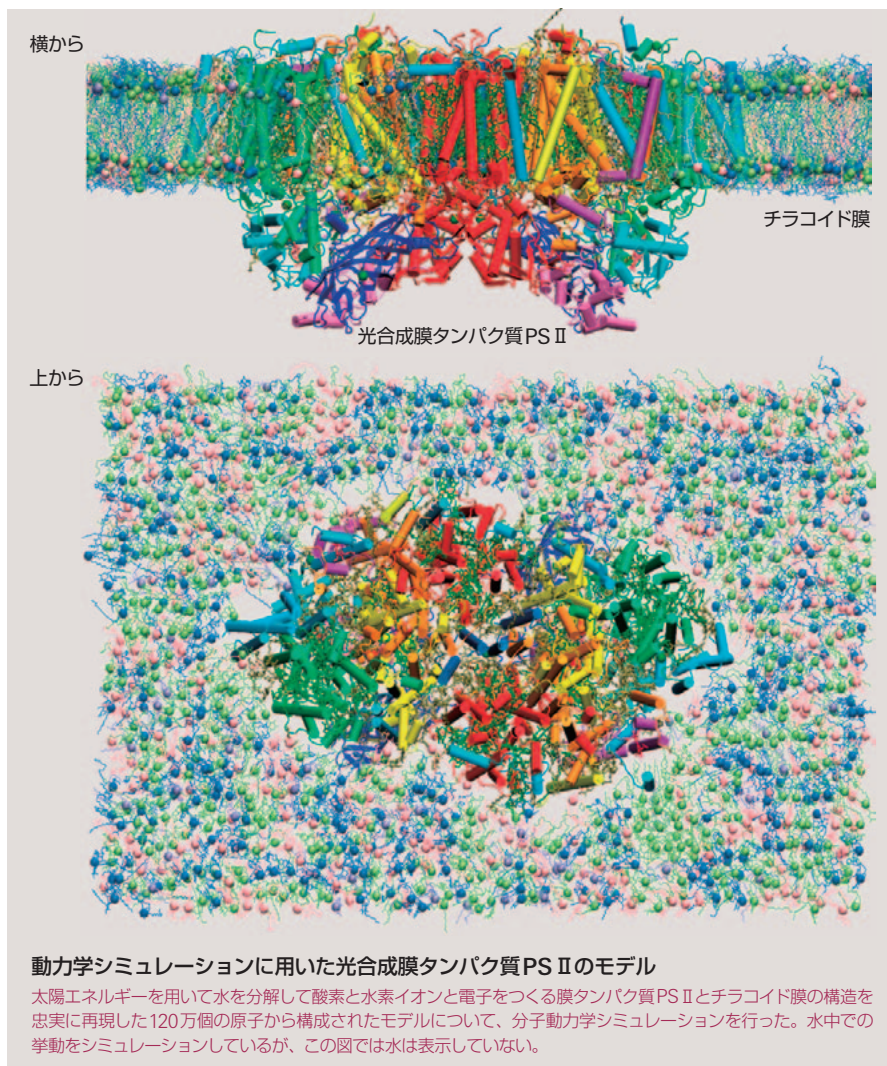 横から
チラコイド膜
光合成膜タンパク質PSⅡ
上から
動力学シミュレーションに用いた光合成膜タンパク質PSⅡのモデル
太陽エネルギーを用いて水を分解して酸素と水素イオンと電子をつくる膜タンパク質PSⅡとチラコイド膜の構造を
忠実に再現した120万個の原子から構成されたモデルについて、分子動力学シミュレーションを行った。水中での
挙動をシミュレーションしているが、この図では水は表示していない。